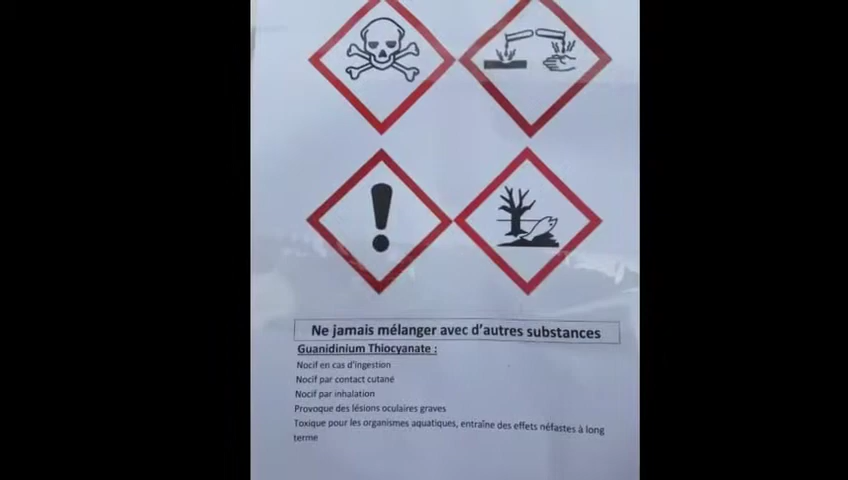 Ne jamais mélanger avec d'autres substances
Guanidinium Thiocyanate :
Nocif en cas d'ingestion
Nocif par contact cutané
Nocif par inhalation
Provoque des lésions oculaires graves
Toxique pour les organismes aquatiques, entraîne des effets néfastes à long
terme